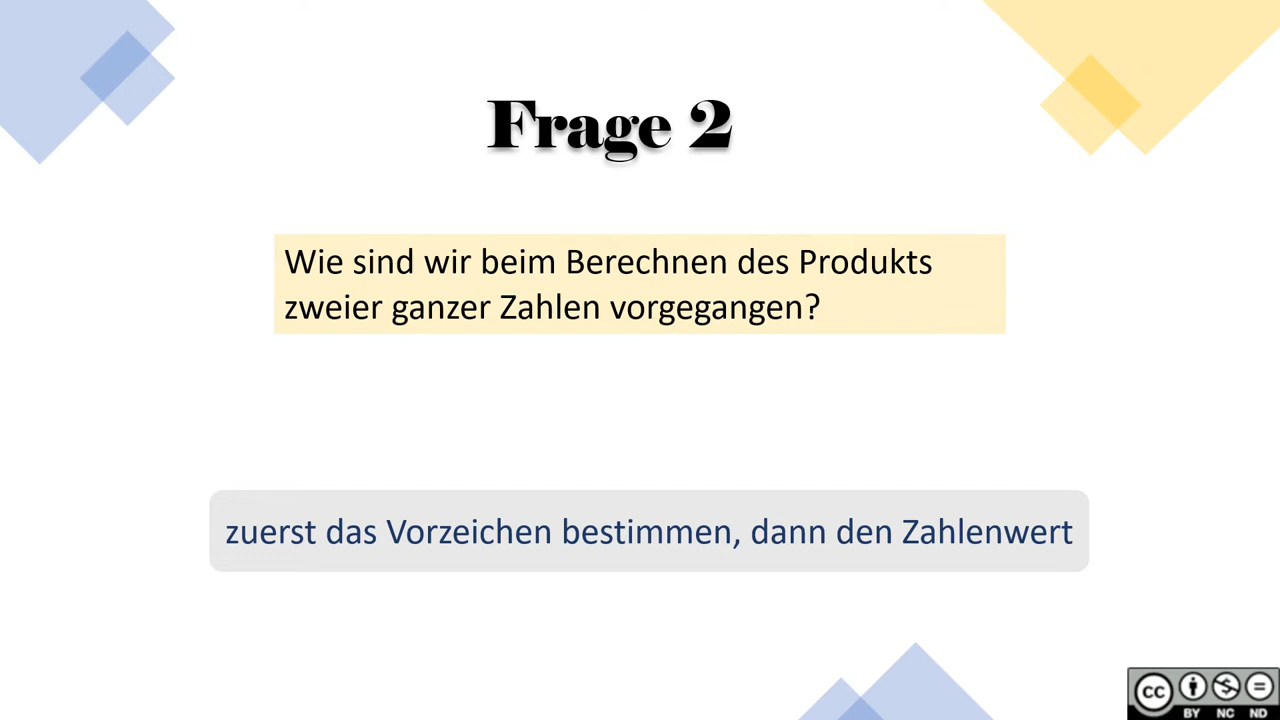 Frage 2
Wie sind wir beim Berechnen des Produkts
zweier ganzer Zahlen vorgegangen?
zuerst das Vorzeichen bestimmen, dann den Zahlenwert
cc
BY NC ND